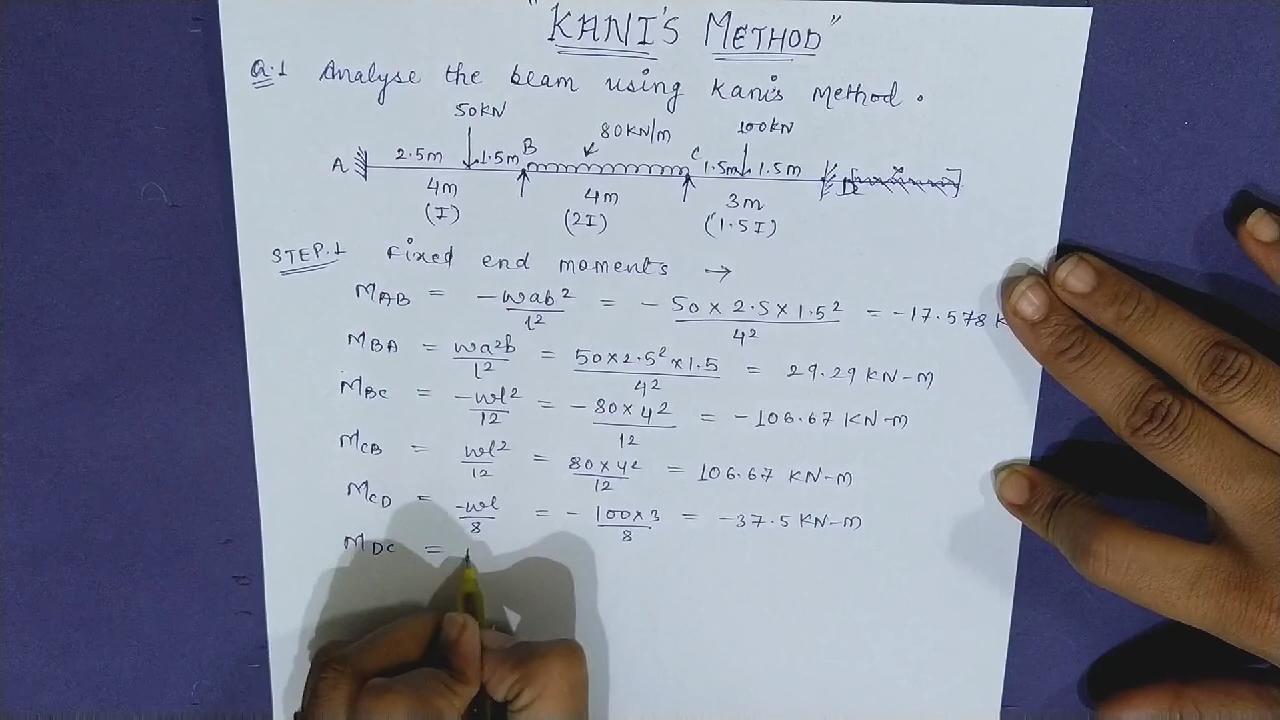 "KANI'S METHOD"
Q.1 Analyse the beam using Kani's Method.
50KN
80KN/m
100KN
A 2.5m 1.5m B C 1.5m 1.5m
4m 4m 3m
(I) (2I) (1.5I)
STEP.1 Fixed end moments →
MAB = -wab²/l² = - 50 × 2.5 × 1.5²/4² = -17.578 K
MBA = wa²b/l² = 50×2.5²×1.5/4² = 29.29 KN-m
MBC = -wl²/12 = -80×4²/12 = -106.67 KN-m
MCB = wl²/12 = 80×4²/12 = 106.67 KN-m
MCD = -wl/8 = - 100×3/8 = -37.5 KN-m
MDC =